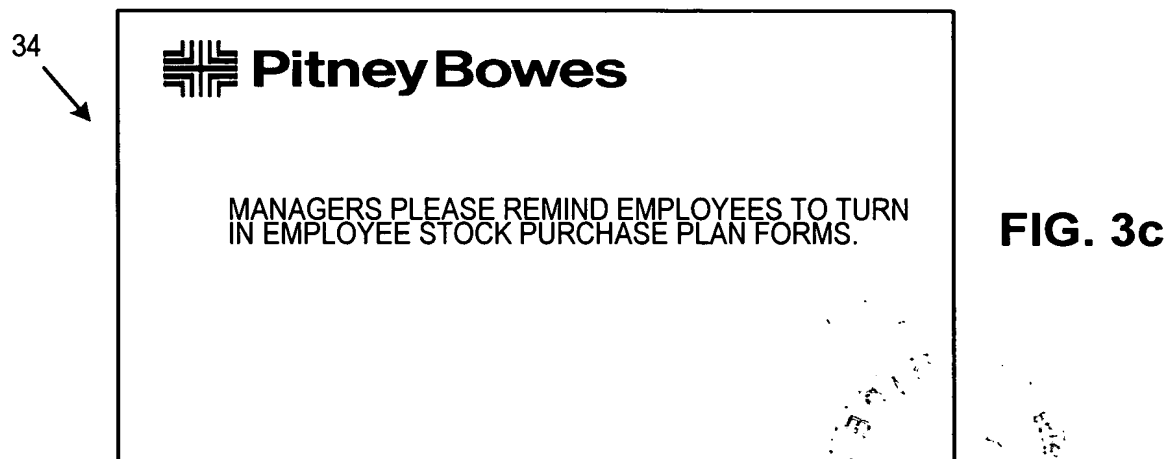 34
Pitney Bowes
MANAGERS PLEASE REMIND EMPLOYEES TO TURN
IN EMPLOYEE STOCK PURCHASE PLAN FORMS.
FIG. 3c